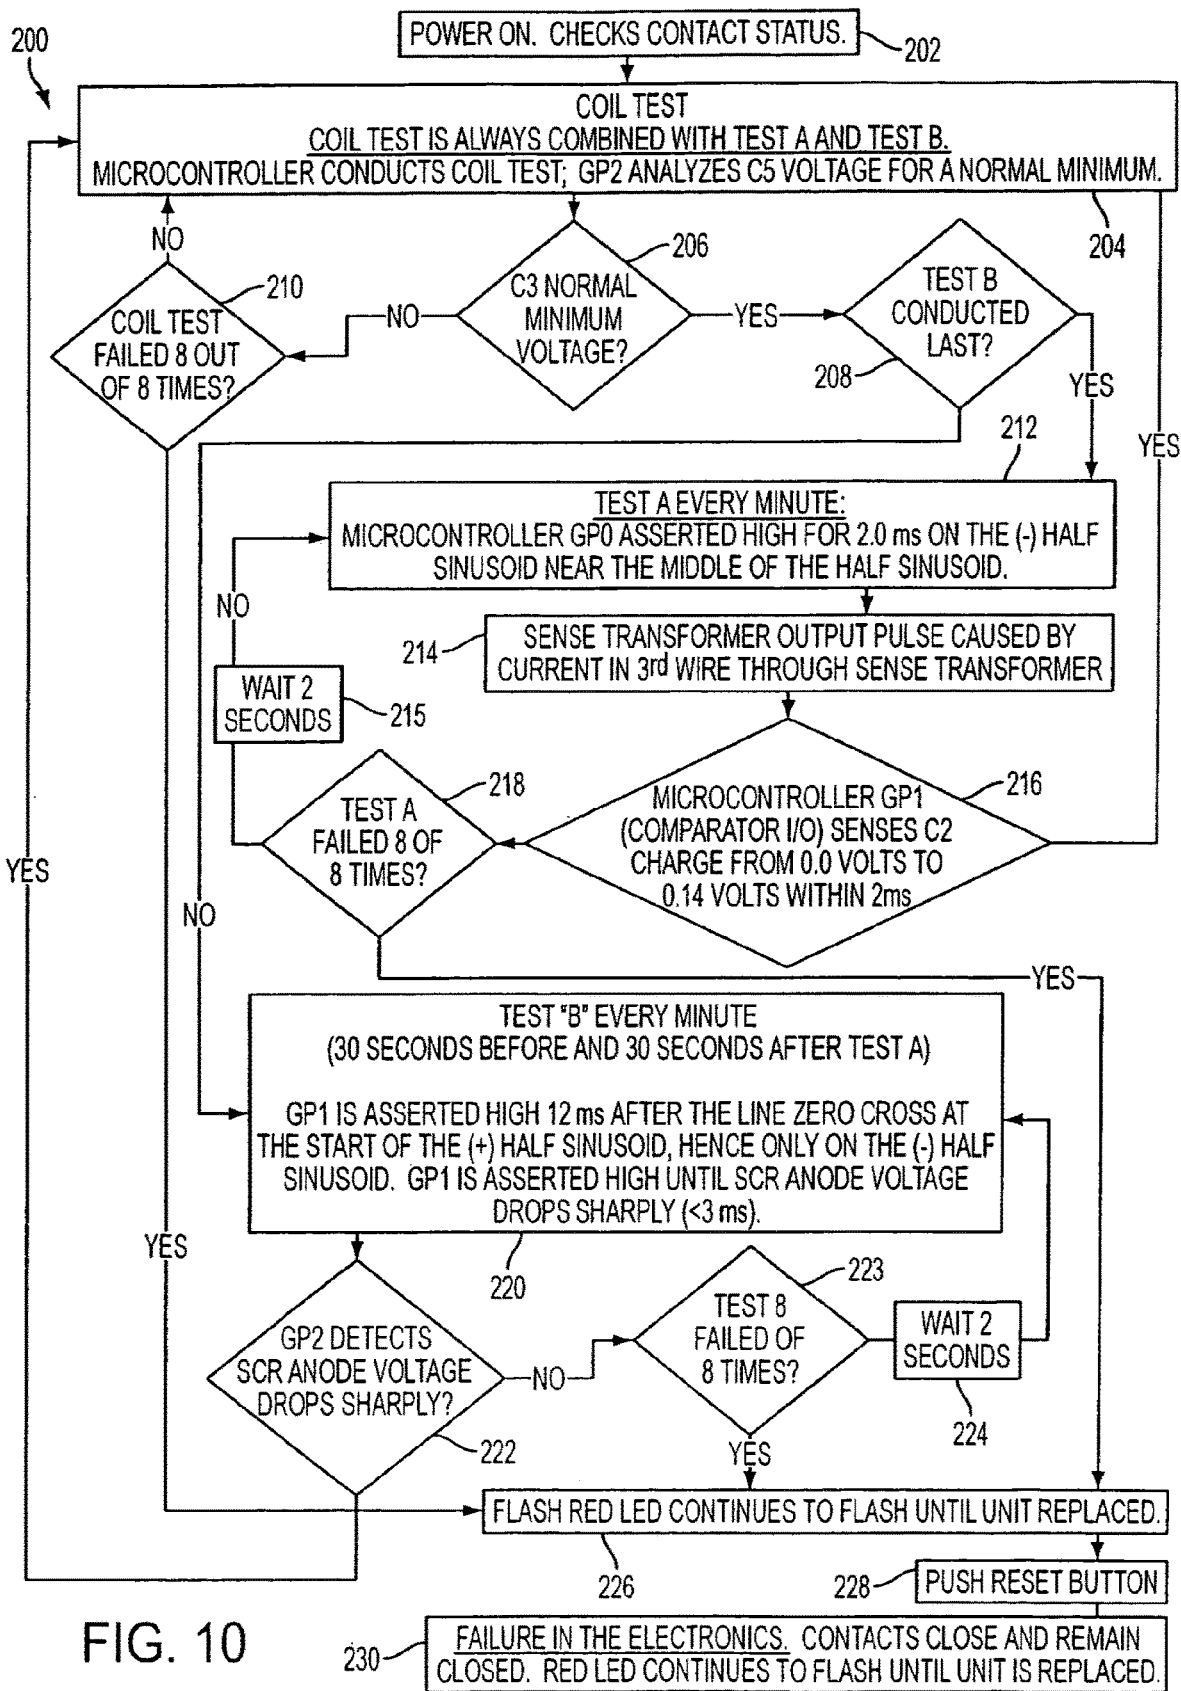 200
POWER ON. CHECKS CONTACT STATUS.
202
COIL TEST
COIL TEST IS ALWAYS COMBINED WITH TEST A AND TEST B.
MICROCONTROLLER CONDUCTS COIL TEST; GP2 ANALYZES C5 VOLTAGE FOR A NORMAL MINIMUM.
204
NO
210
COIL TEST
FAILED 8 OUT
OF 8 TIMES?
NO
206
C3 NORMAL
MINIMUM
VOLTAGE?
YES
TEST B
CONDUCTED
LAST?
208
YES
YES
212
TEST A EVERY MINUTE:
MICROCONTROLLER GP0 ASSERTED HIGH FOR 2.0 ms ON THE (-) HALF
SINUSOID NEAR THE MIDDLE OF THE HALF SINUSOID.
NO
214
SENSE TRANSFORMER OUTPUT PULSE CAUSED BY
CURRENT IN 3rd WIRE THROUGH SENSE TRANSFORMER
WAIT 2
SECONDS
215
218
TEST A
FAILED 8 OF
8 TIMES?
216
MICROCONTROLLER GP1
(COMPARATOR I/O) SENSES C2
CHARGE FROM 0.0 VOLTS TO
0.14 VOLTS WITHIN 2ms
YES
NO
YES
TEST "B" EVERY MINUTE
(30 SECONDS BEFORE AND 30 SECONDS AFTER TEST A)
GP1 IS ASSERTED HIGH 12 ms AFTER THE LINE ZERO CROSS AT
THE START OF THE (+) HALF SINUSOID, HENCE ONLY ON THE (-) HALF
SINUSOID. GP1 IS ASSERTED HIGH UNTIL SCR ANODE VOLTAGE
DROPS SHARPLY (<3 ms).
YES
220
223
GP2 DETECTS
SCR ANODE VOLTAGE
DROPS SHARPLY?
222
NO
TEST 8
FAILED OF
8 TIMES?
WAIT 2
SECONDS
224
YES
FLASH RED LED CONTINUES TO FLASH UNTIL UNIT REPLACED.
226
228
PUSH RESET BUTTON
FIG. 10
230
FAILURE IN THE ELECTRONICS. CONTACTS CLOSE AND REMAIN
CLOSED. RED LED CONTINUES TO FLASH UNTIL UNIT IS REPLACED.